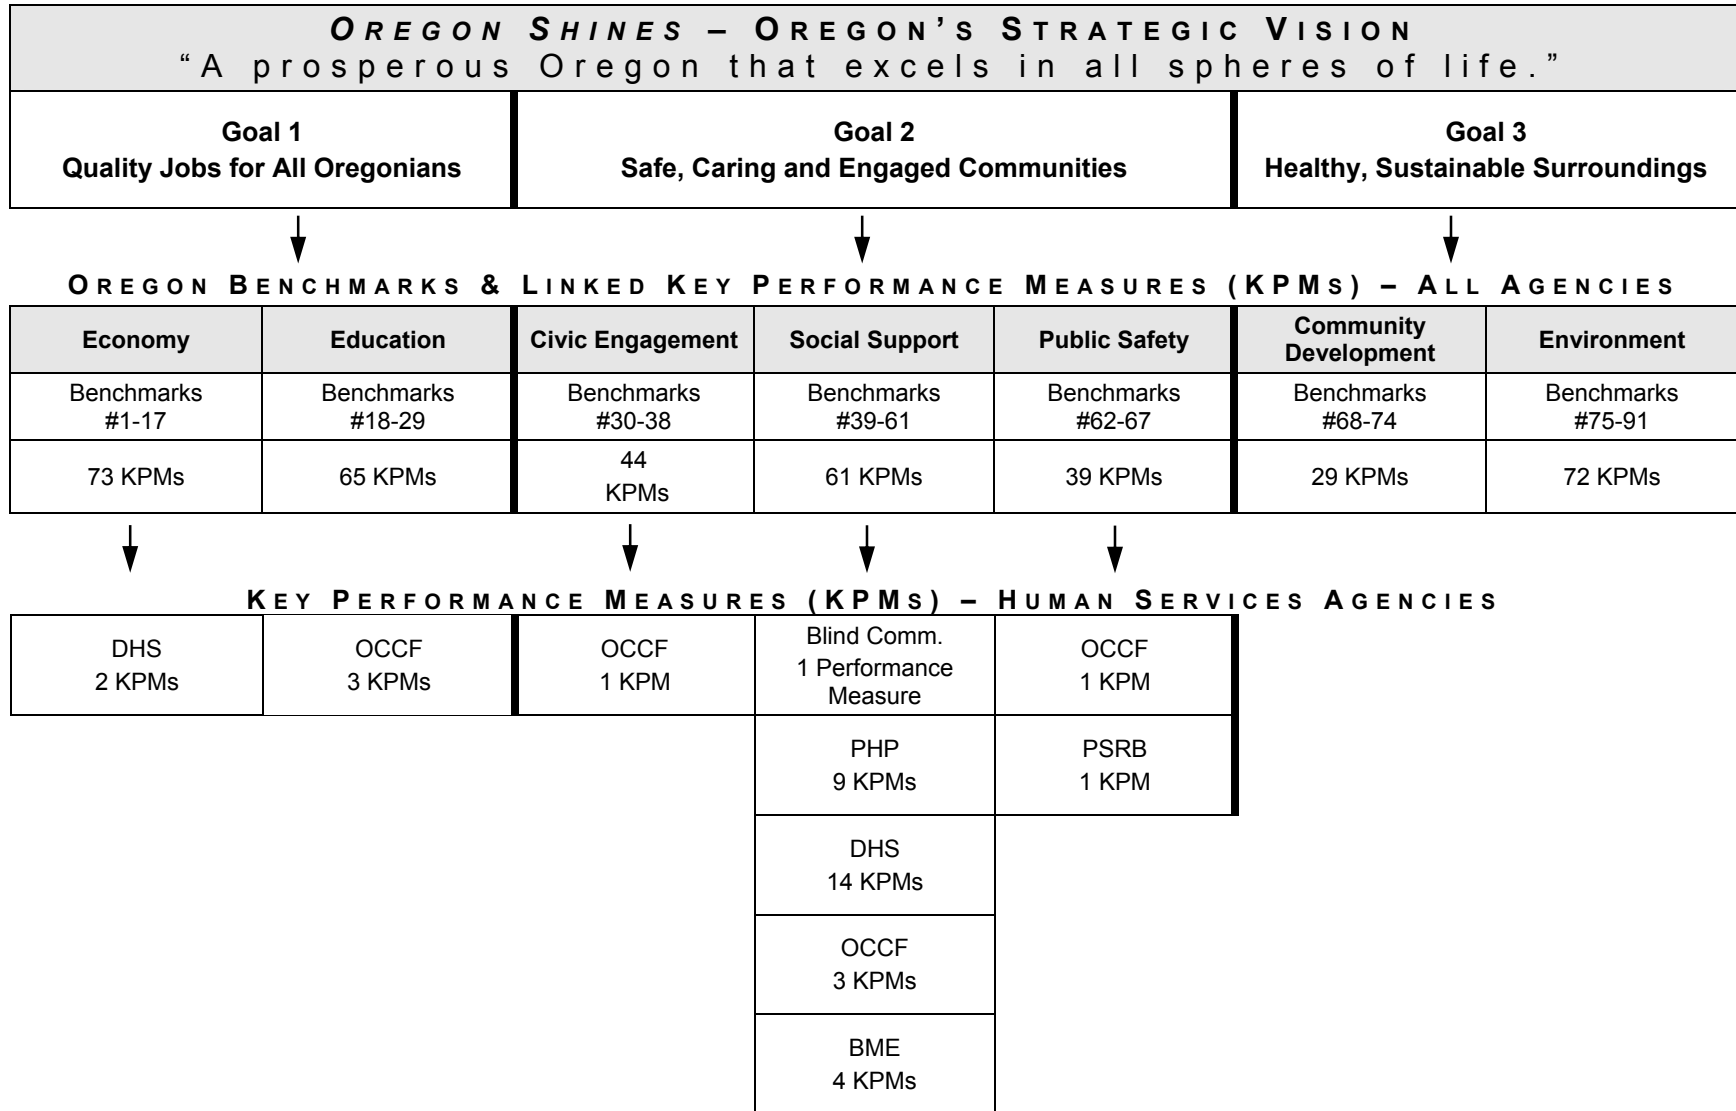 OREGON SHINES – OREGON'S STRATEGIC VISION
“A prosperous Oregon that excels in all spheres of life.”
Goal 1
Quality Jobs for All Oregonians
Goal 2
Safe, Caring and Engaged Communities
Goal 3
Healthy, Sustainable Surroundings
OREGON BENCHMARKS & LINKED KEY PERFORMANCE MEASURES (KPMS) – ALL AGENCIES
Economy
Education
Civic Engagement
Social Support
Public Safety
Community
Development
Environment
Benchmarks
#1-17
Benchmarks
#18-29
Benchmarks
#30-38
Benchmarks
#39-61
Benchmarks
#62-67
Benchmarks
#68-74
Benchmarks
#75-91
73 KPMs
65 KPMs
44
KPMs
61 KPMs
39 KPMs
29 KPMs
72 KPMs
KEY PERFORMANCE MEASURES (KPMS) – HUMAN SERVICES AGENCIES
DHS
2 KPMs
OCCF
3 KPMs
OCCF
1 KPM
Blind Comm.
1 Performance
Measure
OCCF
1 KPM
PHP
9 KPMs
PSRB
1 KPM
DHS
14 KPMs
OCCF
3 KPMs
BME
4 KPMs